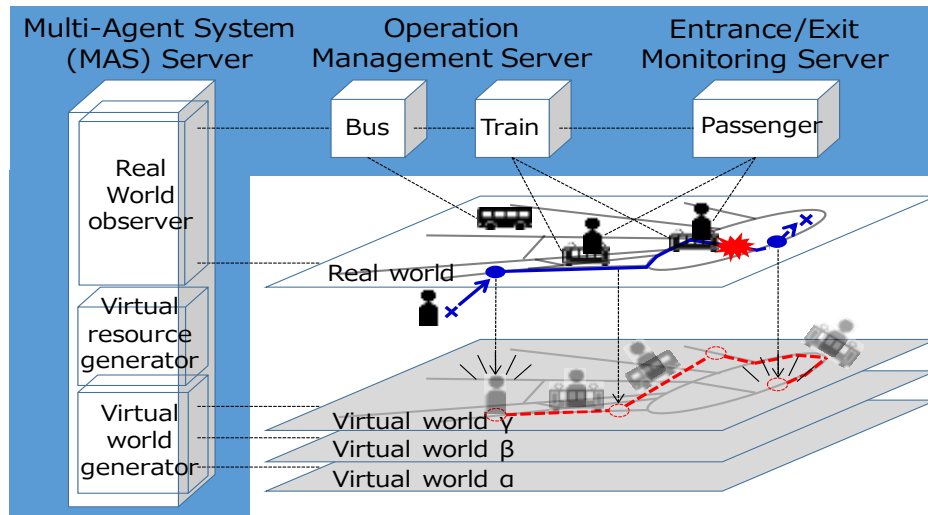 Multi-Agent System
(MAS) Server
Operation
Management Server
Entrance/Exit
Monitoring Server
Bus
Train
Passenger
Real
World
observer
Real world
Virtual
resource
generator
Virtual
world
generator
Virtual world γ
Virtual world β
Virtual world α